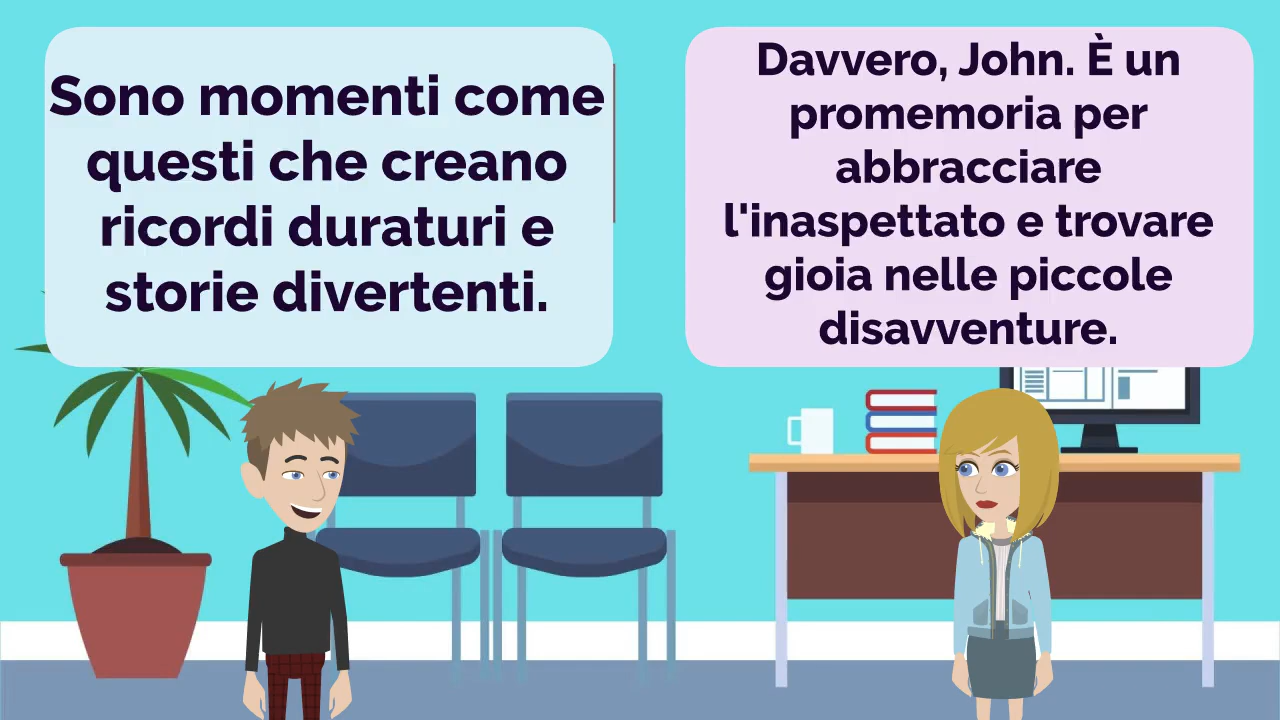 Sono momenti come
questi che creano
ricordi duraturi e
storie divertenti.
Davvero, John. È un
promemoria per
abbracciare
l'inaspettato e trovare
gioia nelle piccole
disavventure.